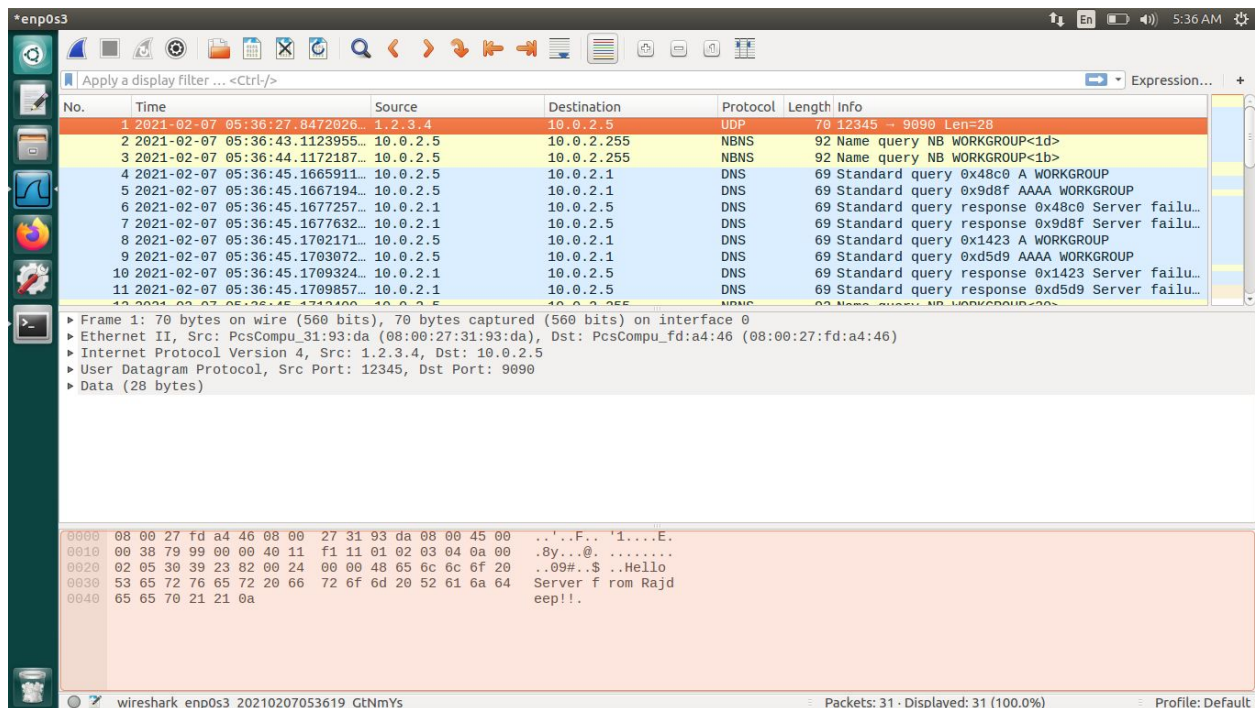 *enp0s3
En
5:36 AM
Apply a display filter … <Ctrl-/>
Expression…
+
No. Time Source Destination Protocol Length Info
1 2021-02-07 05:36:27.8472026… 1.2.3.4 10.0.2.5 UDP 70 12345 → 9090 Len=28
2 2021-02-07 05:36:43.1123955… 10.0.2.5 10.0.2.255 NBNS 92 Name query NB WORKGROUP<1d>
3 2021-02-07 05:36:44.1172187… 10.0.2.5 10.0.2.255 NBNS 92 Name query NB WORKGROUP<1b>
4 2021-02-07 05:36:45.1665911… 10.0.2.5 10.0.2.1 DNS 69 Standard query 0x48c0 A WORKGROUP
5 2021-02-07 05:36:45.1667194… 10.0.2.5 10.0.2.1 DNS 69 Standard query 0x9d8f AAAA WORKGROUP
6 2021-02-07 05:36:45.1677257… 10.0.2.1 10.0.2.5 DNS 69 Standard query response 0x48c0 Server failu…
7 2021-02-07 05:36:45.1677632… 10.0.2.1 10.0.2.5 DNS 69 Standard query response 0x9d8f Server failu…
8 2021-02-07 05:36:45.1702171… 10.0.2.5 10.0.2.1 DNS 69 Standard query 0x1423 A WORKGROUP
9 2021-02-07 05:36:45.1703072… 10.0.2.5 10.0.2.1 DNS 69 Standard query 0xd5d9 AAAA WORKGROUP
10 2021-02-07 05:36:45.1709324… 10.0.2.1 10.0.2.5 DNS 69 Standard query response 0x1423 Server failu…
11 2021-02-07 05:36:45.1709857… 10.0.2.1 10.0.2.5 DNS 69 Standard query response 0xd5d9 Server failu…
Frame 1: 70 bytes on wire (560 bits), 70 bytes captured (560 bits) on interface 0
Ethernet II, Src: PcsCompu_31:93:da (08:00:27:31:93:da), Dst: PcsCompu_fd:a4:46 (08:00:27:fd:a4:46)
Internet Protocol Version 4, Src: 1.2.3.4, Dst: 10.0.2.5
User Datagram Protocol, Src Port: 12345, Dst Port: 9090
Data (28 bytes)
0000 08 00 27 fd a4 46 08 00 27 31 93 da 08 00 45 00 ..'..F.. '1....E.
0010 00 38 79 99 00 00 40 11 f1 11 01 02 03 04 0a 00 .8y...@. ........
0020 02 05 30 39 23 82 00 24 00 00 48 65 6c 6c 6f 20 ..09#..$ ..Hello
0030 53 65 72 76 65 72 20 66 72 6f 6d 20 52 61 6a 64 Server f rom Rajd
0040 65 65 70 21 21 0a eep!!.
wireshark_enp0s3_20210207053619_GtNmYs
Packets: 31 · Displayed: 31 (100.0%)
Profile: Default